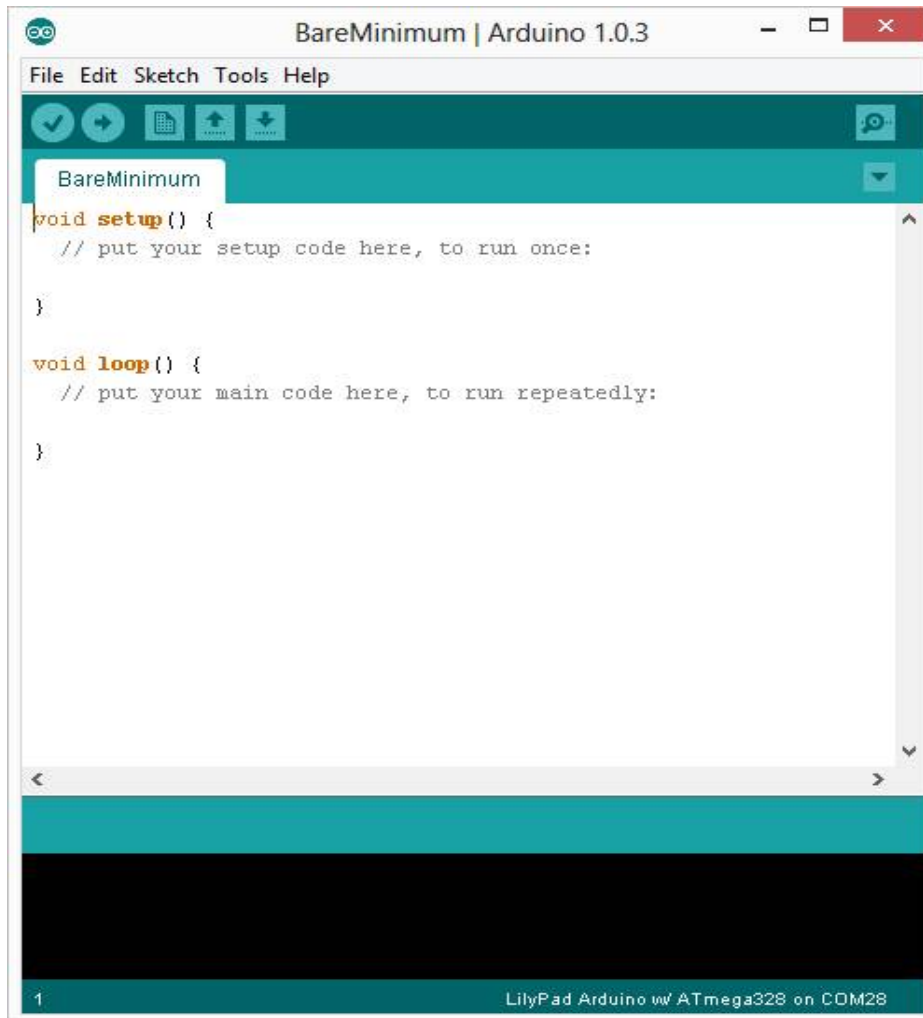 BareMinimum | Arduino 1.0.3
File Edit Sketch Tools Help
BareMinimum
void setup() {
  // put your setup code here, to run once:
}
void loop() {
  // put your main code here, to run repeatedly:
}
1
LilyPad Arduino w/ ATmega328 on COM28